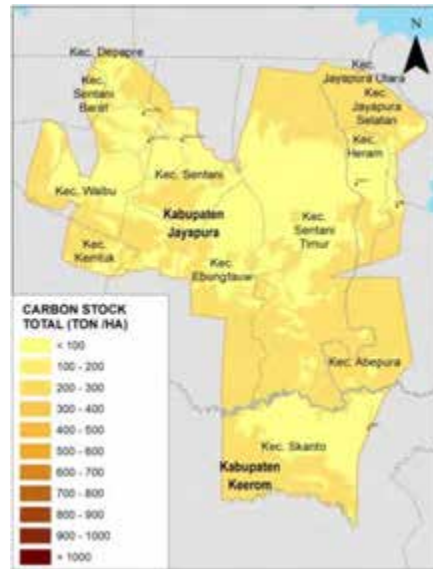 N
Kec. Depapre
Kec.
Sentani
Barat
Kec.
Jayapura Utara
Kec.
Jayapura
Selatan
Kec.
Heram
Kec. Waibu
Kec. Sentani
Kabupaten
Jayapura
Kec.
Sentani
Timur
Kec.
Kemtuk
Kec.
Ebungfauw
Kec. Abepura
Kec. Skanto
Kabupaten
Keerom
CARBON STOCK
TOTAL (TON /HA)
< 100
100 - 200
200 - 300
300 - 400
400 - 500
500 - 600
600 - 700
700 - 800
800 - 900
900 - 1000
> 1000